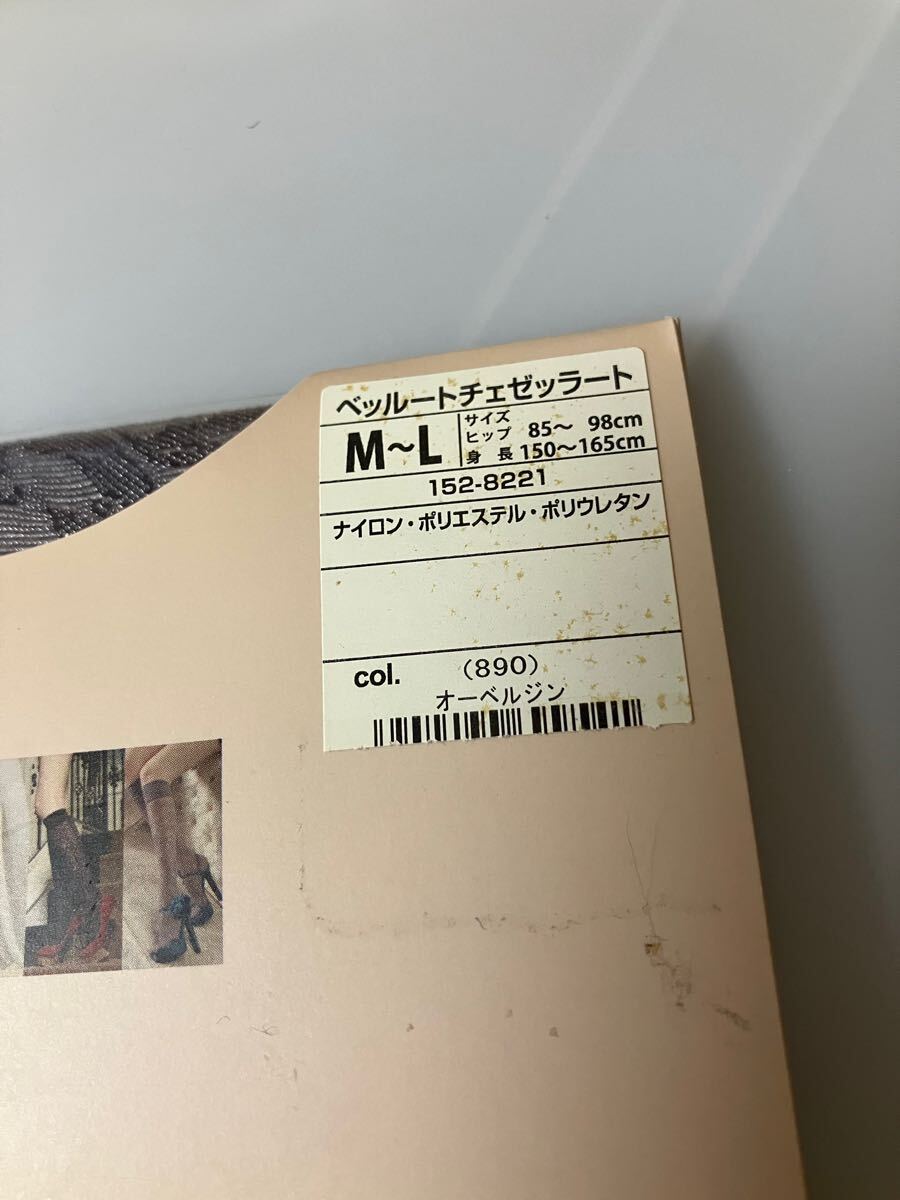 ベッルートチェゼッラート
M〜L
サイズ
ヒップ 85〜 98cm
身 長 150〜165cm
152-8221
ナイロン・ポリエステル・ポリウレタン
col. (890)
オーベルジン